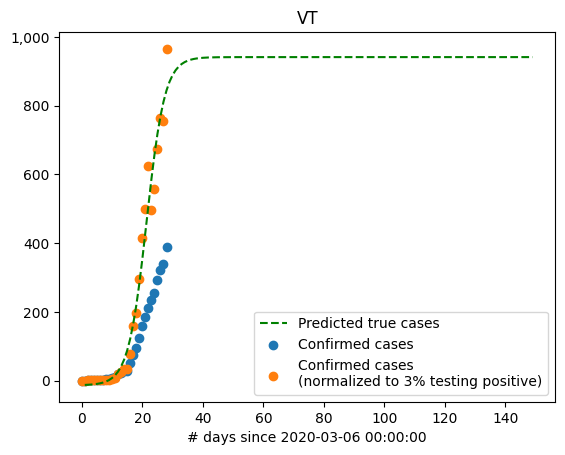 VT
1,000
800
600
400
200
0
0 20 40 60 80 100 120 140
# days since 2020-03-06 00:00:00
Predicted true cases
Confirmed cases
Confirmed cases
(normalized to 3% testing positive)